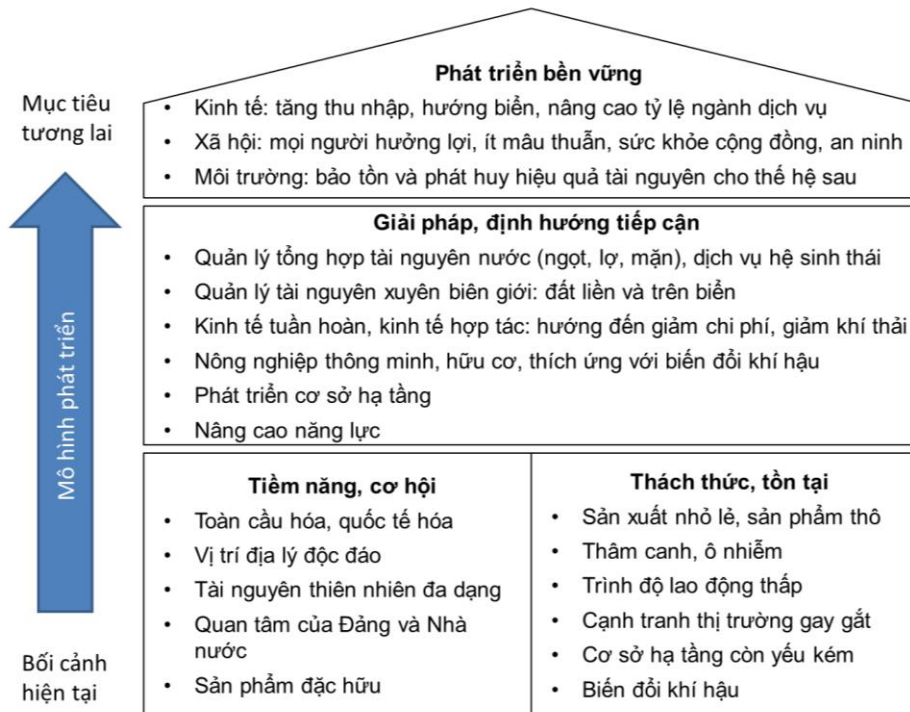 Phát triển bền vững
Mục tiêu
tương lai
• Kinh tế: tăng thu nhập, hướng biển, nâng cao tỷ lệ ngành dịch vụ
• Xã hội: mọi người hưởng lợi, ít mâu thuẫn, sức khỏe cộng đồng, an ninh
• Môi trường: bảo tồn và phát huy hiệu quả tài nguyên cho thế hệ sau
Giải pháp, định hướng tiếp cận
• Quản lý tổng hợp tài nguyên nước (ngọt, lợ, mặn), dịch vụ hệ sinh thái
• Quản lý tài nguyên xuyên biên giới: đất liền và trên biển
• Kinh tế tuần hoàn, kinh tế hợp tác: hướng đến giảm chi phí, giảm khí thải
• Nông nghiệp thông minh, hữu cơ, thích ứng với biến đổi khí hậu
• Phát triển cơ sở hạ tầng
• Nâng cao năng lực
Mô hình phát triển
Tiềm năng, cơ hội
• Toàn cầu hóa, quốc tế hóa
• Vị trí địa lý độc đáo
• Tài nguyên thiên nhiên đa dạng
• Quan tâm của Đảng và Nhà
nước
• Sản phẩm đặc hữu
Thách thức, tồn tại
• Sản xuất nhỏ lẻ, sản phẩm thô
• Thâm canh, ô nhiễm
• Trình độ lao động thấp
• Cạnh tranh thị trường gay gắt
• Cơ sở hạ tầng còn yếu kém
• Biến đổi khí hậu
Bối cảnh
hiện tại